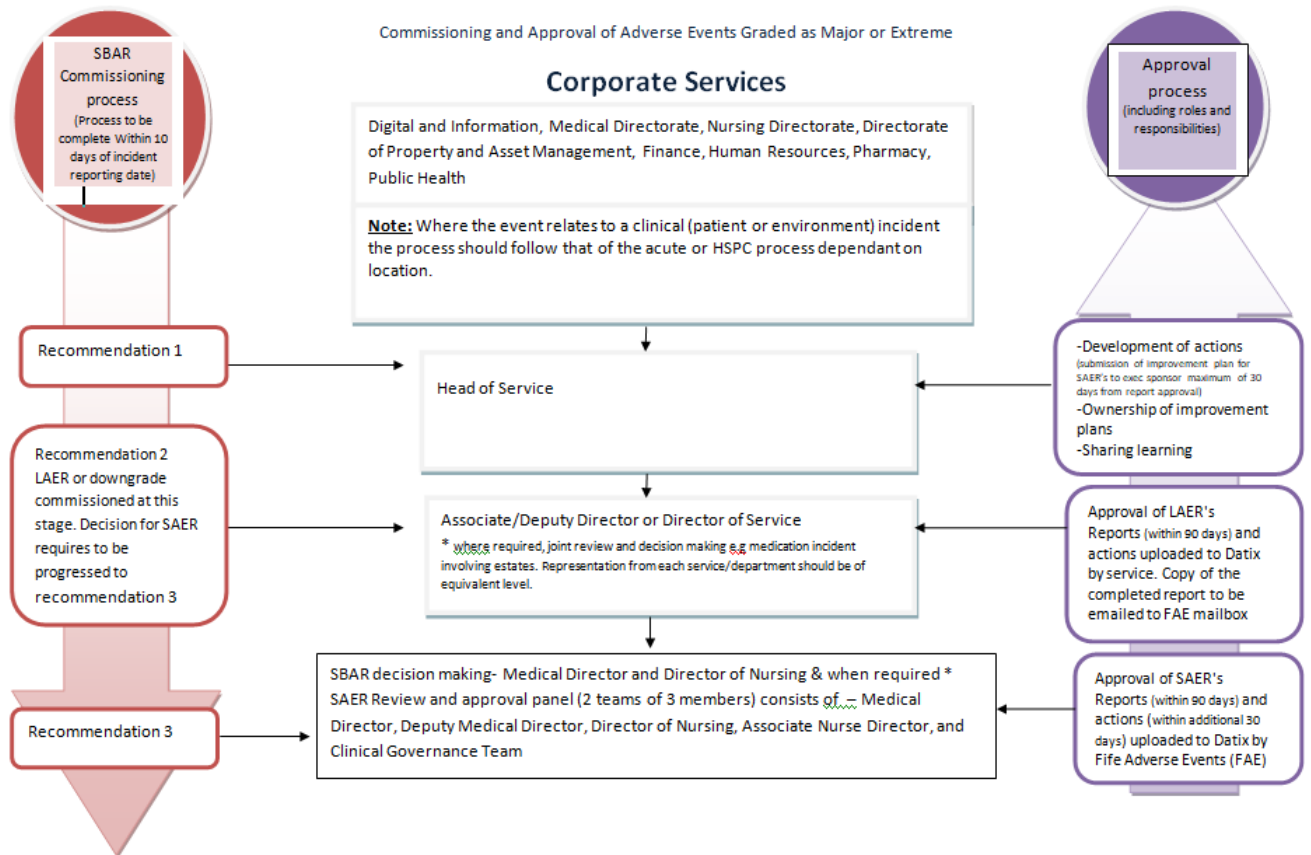 Commissioning and Approval of Adverse Events Graded as Major or Extreme
Corporate Services
SBAR
Commissioning
process
(Process to be
complete Within 10
days of incident
reporting date)
Approval
process
(including roles and
responsibilities)
Digital and Information, Medical Directorate, Nursing Directorate, Directorate
of Property and Asset Management, Finance, Human Resources, Pharmacy,
Public Health
Note: Where the event relates to a clinical (patient or environment) incident
the process should follow that of the acute or HSPC process dependant on
location.
Recommendation 1
Head of Service
-Development of actions
(submission of improvement plan for
SAER's to exec sponsor maximum of 30
days from report approval)
-Ownership of improvement
plans
-Sharing learning
Recommendation 2
LAER or downgrade
commissioned at this
stage. Decision for SAER
requires to be
progressed to
recommendation 3
Associate/Deputy Director or Director of Service
* where required, joint review and decision making e.g medication incident
involving estates. Representation from each service/department should be of
equivalent level.
Approval of LAER's
Reports (within 90 days) and
actions uploaded to Datix
by service. Copy of the
completed report to be
emailed to FAE mailbox
Recommendation 3
SBAR decision making- Medical Director and Director of Nursing & when required *
SAER Review and approval panel (2 teams of 3 members) consists of – Medical
Director, Deputy Medical Director, Director of Nursing, Associate Nurse Director, and
Clinical Governance Team
Approval of SAER's
Reports (within 90 days) and
actions (within additional 30
days) uploaded to Datix by
Fife Adverse Events (FAE)